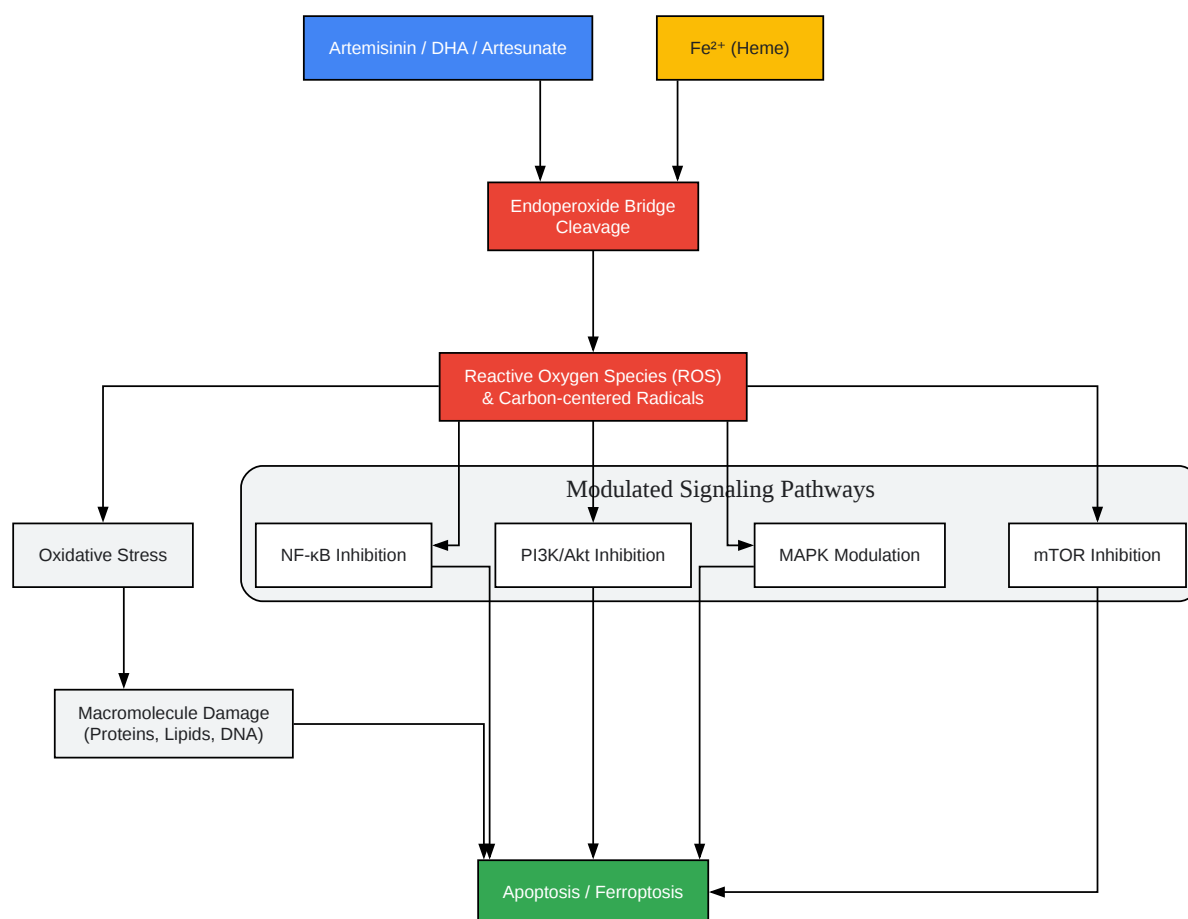 Artemisinin / DHA / Artesunate
Fe²⁺ (Heme)
Endoperoxide Bridge
Cleavage
Reactive Oxygen Species (ROS)
& Carbon-centered Radicals
Modulated Signaling Pathways
Oxidative Stress
NF-κB Inhibition
PI3K/Akt Inhibition
MAPK Modulation
mTOR Inhibition
Macromolecule Damage
(Proteins, Lipids, DNA)
Apoptosis / Ferroptosis